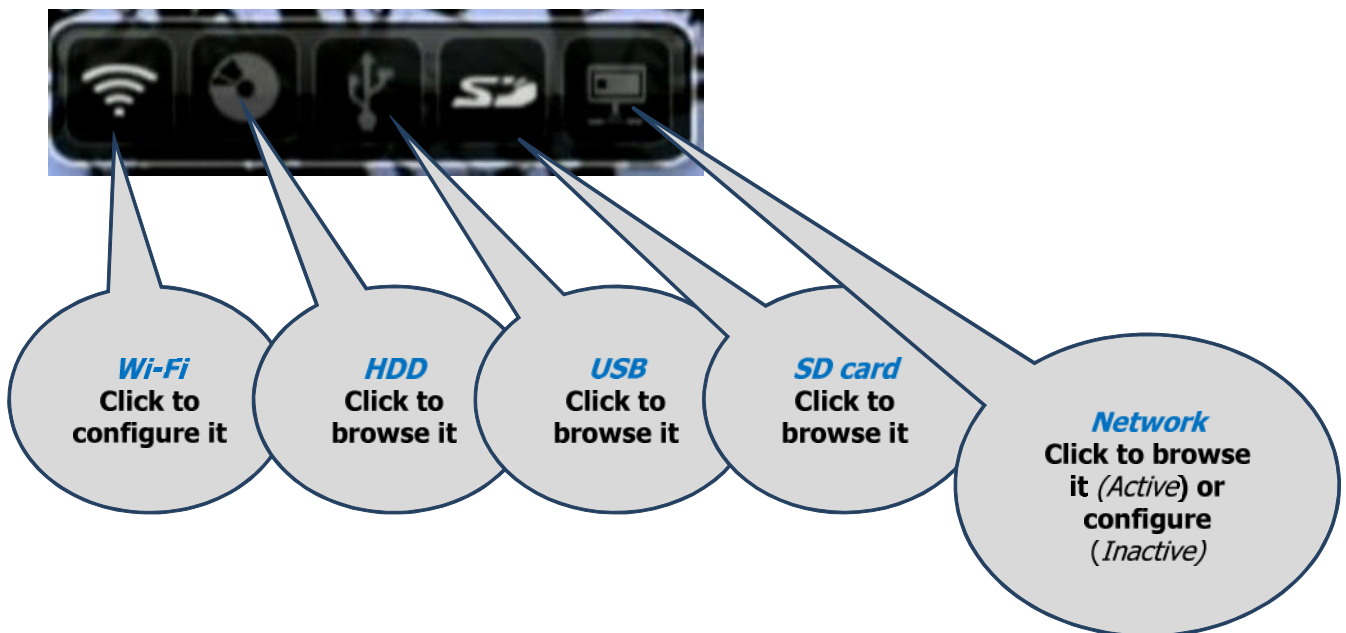 SD
Wi-Fi
Click to
configure it
HDD
Click to
browse it
USB
Click to
browse it
SD card
Click to
browse it
Network
Click to browse
it (Active) or
configure
(Inactive)